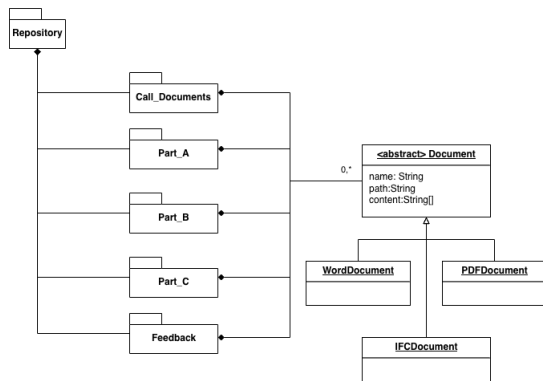 Repository
Call_Documents
Part_A
<abstract> Document
0,*
name: String
path:String
content:String[]
Part_B
WordDocument
PDFDocument
Part_C
Feedback
IFCDocument